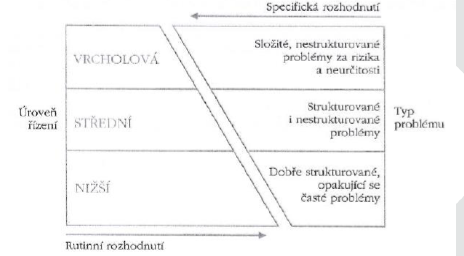 Specifická rozhodnutí
VRCHOLOVÁ
Složité, nestrukturované
problémy za rizika
a neurčitosti
Úroveň
řízení
STŘEDNÍ
Strukturované
i nestrukturované
problémy
Typ
problému
NIŽŠÍ
Dobře strukturované,
opakující se
časté problémy
Rutinní rozhodnutí